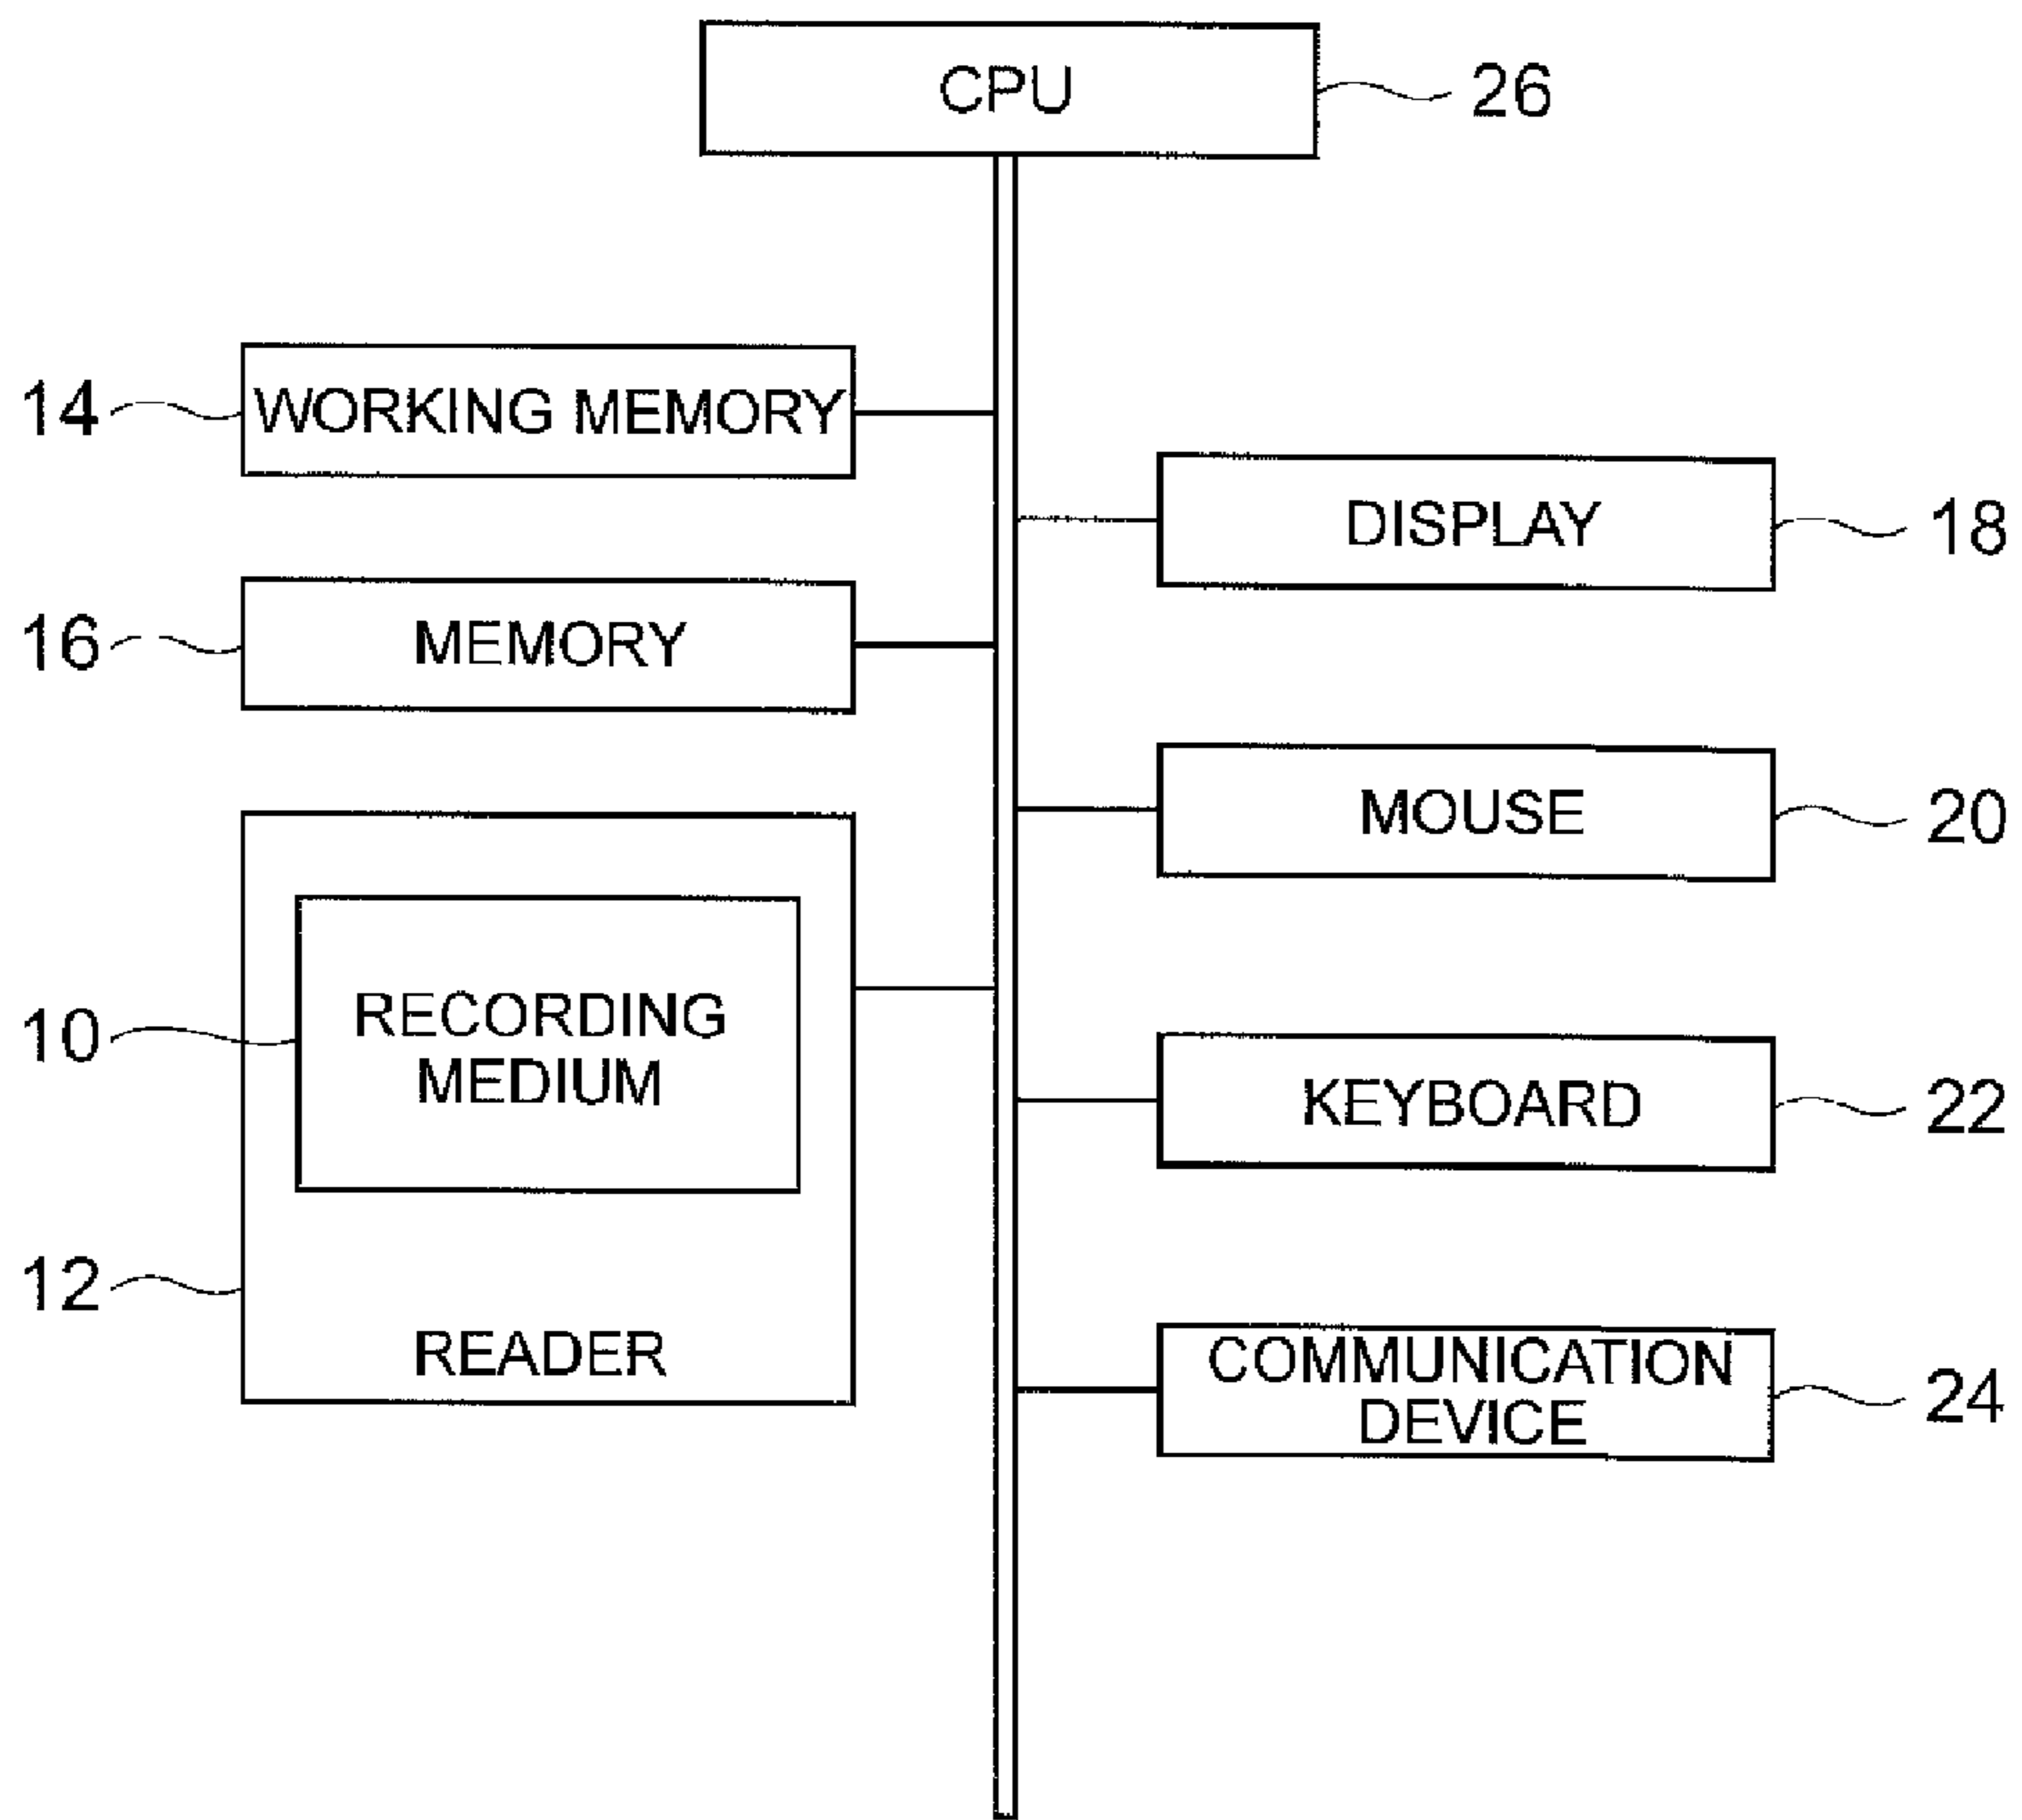 CPU
26
14
WORKING MEMORY
DISPLAY
18
16
MEMORY
MOUSE
20
10
RECORDING
MEDIUM
KEYBOARD
22
12
READER
COMMUNICATION
DEVICE
24